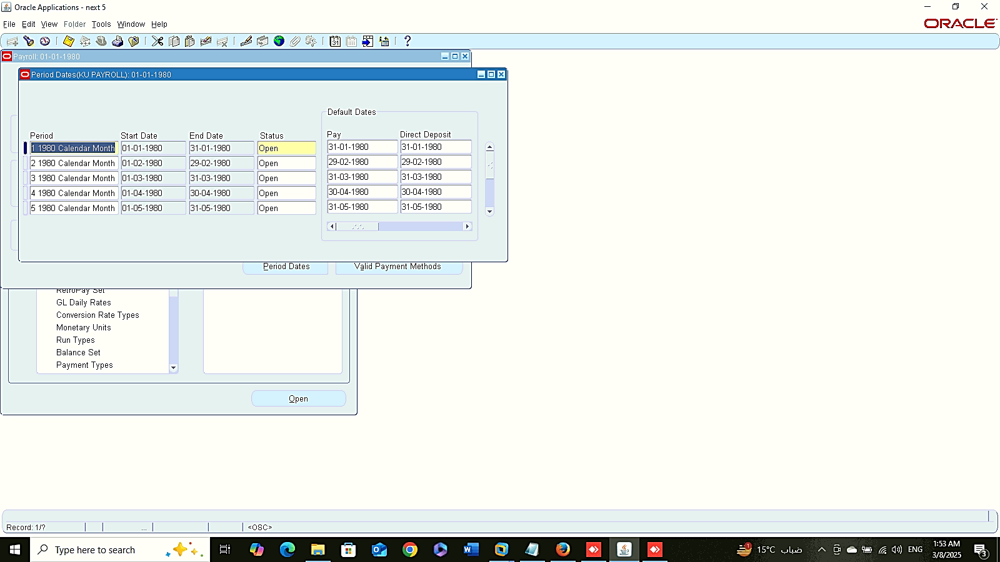 Oracle Applications - next 5
File Edit View Folder Tools Window Help
ORACLE
Payroll: 01-01-1980
Period Dates(KU PAYROLL): 01-01-1980
Default Dates
Period Start Date End Date Status Pay Direct Deposit
1 1980 Calendar Month 01-01-1980 31-01-1980 Open 31-01-1980 31-01-1980
2 1980 Calendar Month 01-02-1980 29-02-1980 Open 29-02-1980 29-02-1980
3 1980 Calendar Month 01-03-1980 31-03-1980 Open 31-03-1980 31-03-1980
4 1980 Calendar Month 01-04-1980 30-04-1980 Open 30-04-1980 30-04-1980
5 1980 Calendar Month 01-05-1980 31-05-1980 Open 31-05-1980 31-05-1980
Period Dates Valid Payment Methods
RetroPay Set
GL Daily Rates
Conversion Rate Types
Monetary Units
Run Types
Balance Set
Payment Types
Open
Record: 1/? ... <OSC>
Type here to search
15°C ضباب ENG
1:53 AM
3/8/2025
3